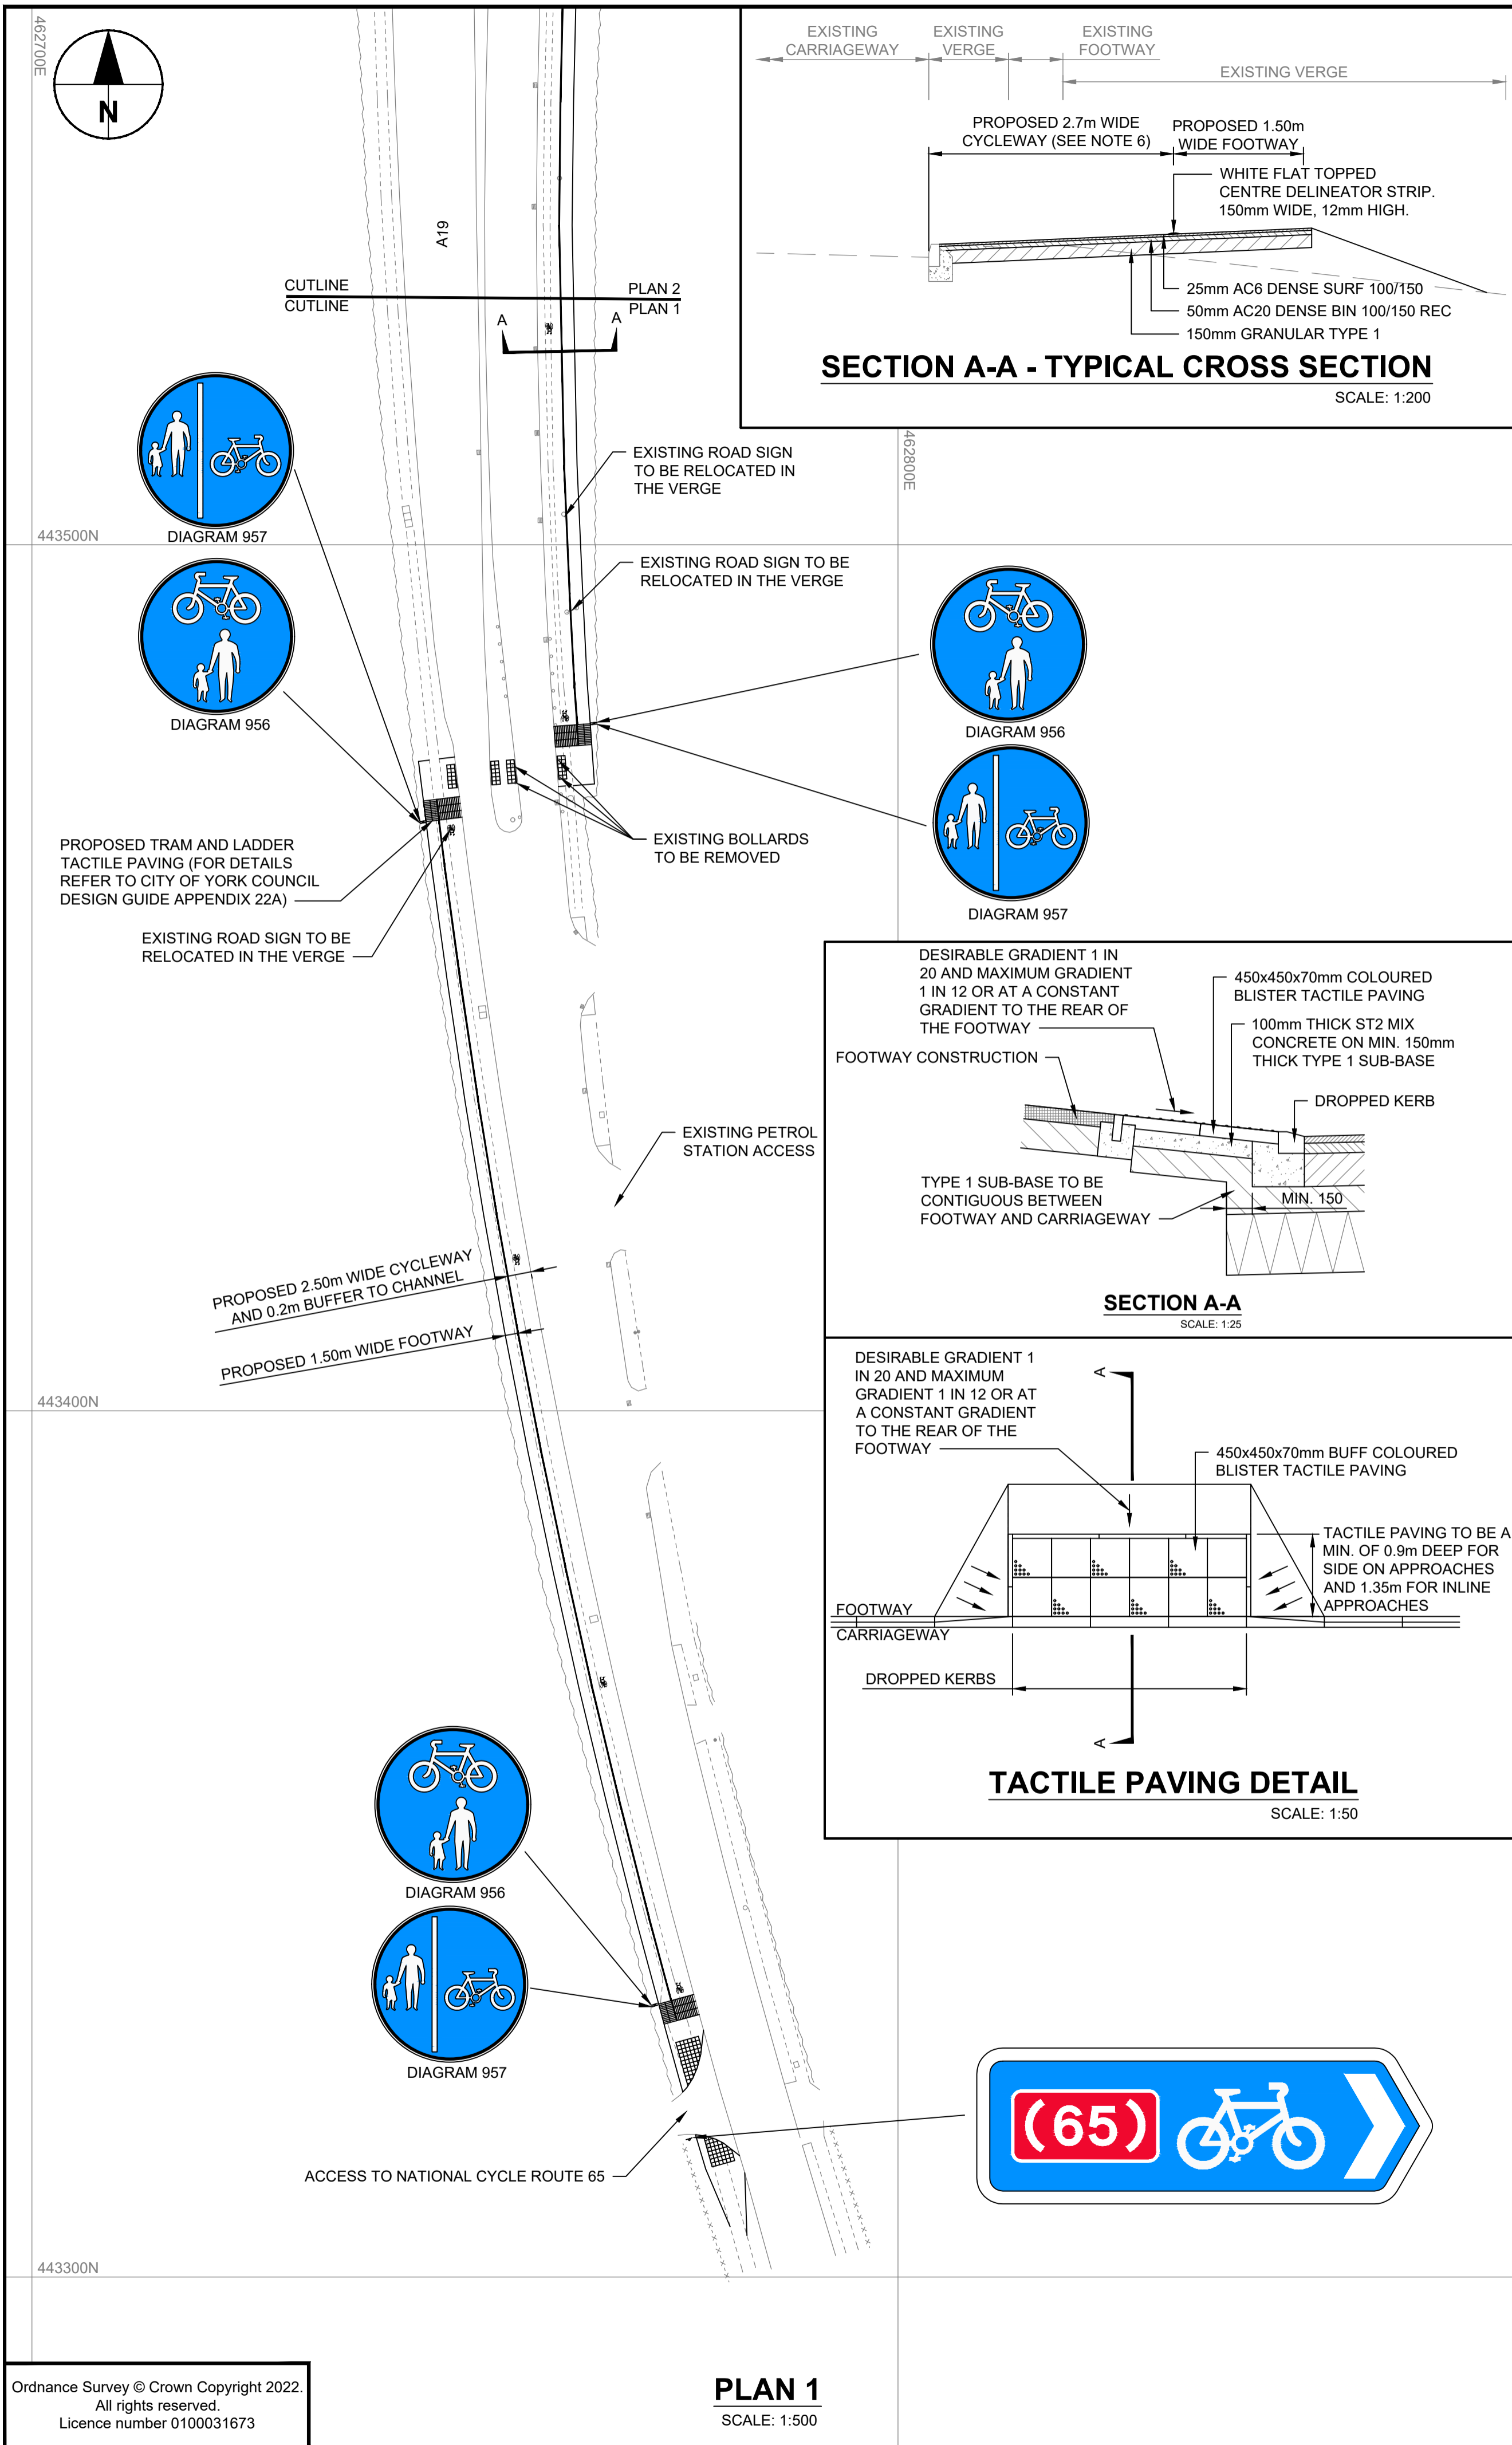 462700E
N
A19
CUTLINE
CUTLINE
PLAN 2
PLAN 1
A
A
EXISTING
CARRIAGEWAY
EXISTING
VERGE
EXISTING
FOOTWAY
EXISTING VERGE
PROPOSED 2.7m WIDE
CYCLEWAY (SEE NOTE 6)
PROPOSED 1.50m
WIDE FOOTWAY
WHITE FLAT TOPPED
CENTRE DELINEATOR STRIP.
150mm WIDE, 12mm HIGH.
25mm AC6 DENSE SURF 100/150
50mm AC20 DENSE BIN 100/150 REC
150mm GRANULAR TYPE 1
SECTION A-A - TYPICAL CROSS SECTION
SCALE: 1:200
462800E
DIAGRAM 957
443500N
DIAGRAM 956
EXISTING ROAD SIGN
TO BE RELOCATED IN
THE VERGE
EXISTING ROAD SIGN TO BE
RELOCATED IN THE VERGE
DIAGRAM 956
DIAGRAM 957
EXISTING BOLLARDS
TO BE REMOVED
PROPOSED TRAM AND LADDER
TACTILE PAVING (FOR DETAILS
REFER TO CITY OF YORK COUNCIL
DESIGN GUIDE APPENDIX 22A)
EXISTING ROAD SIGN TO BE
RELOCATED IN THE VERGE
DESIRABLE GRADIENT 1 IN
20 AND MAXIMUM GRADIENT
1 IN 12 OR AT A CONSTANT
GRADIENT TO THE REAR OF
THE FOOTWAY
FOOTWAY CONSTRUCTION
450x450x70mm COLOURED
BLISTER TACTILE PAVING
100mm THICK ST2 MIX
CONCRETE ON MIN. 150mm
THICK TYPE 1 SUB-BASE
DROPPED KERB
TYPE 1 SUB-BASE TO BE
CONTIGUOUS BETWEEN
FOOTWAY AND CARRIAGEWAY
MIN. 150
SECTION A-A
SCALE: 1:25
EXISTING PETROL
STATION ACCESS
PROPOSED 2.50m WIDE CYCLEWAY
AND 0.2m BUFFER TO CHANNEL
PROPOSED 1.50m WIDE FOOTWAY
443400N
DESIRABLE GRADIENT 1
IN 20 AND MAXIMUM
GRADIENT 1 IN 12 OR AT
A CONSTANT GRADIENT
TO THE REAR OF THE
FOOTWAY
A
450x450x70mm BUFF COLOURED
BLISTER TACTILE PAVING
TACTILE PAVING TO BE A
MIN. OF 0.9m DEEP FOR
SIDE ON APPROACHES
AND 1.35m FOR INLINE
APPROACHES
FOOTWAY
CARRIAGEWAY
DROPPED KERBS
A
TACTILE PAVING DETAIL
SCALE: 1:50
DIAGRAM 956
DIAGRAM 957
(65)
ACCESS TO NATIONAL CYCLE ROUTE 65
443300N
Ordnance Survey © Crown Copyright 2022.
All rights reserved.
Licence number 0100031673
PLAN 1
SCALE: 1:500